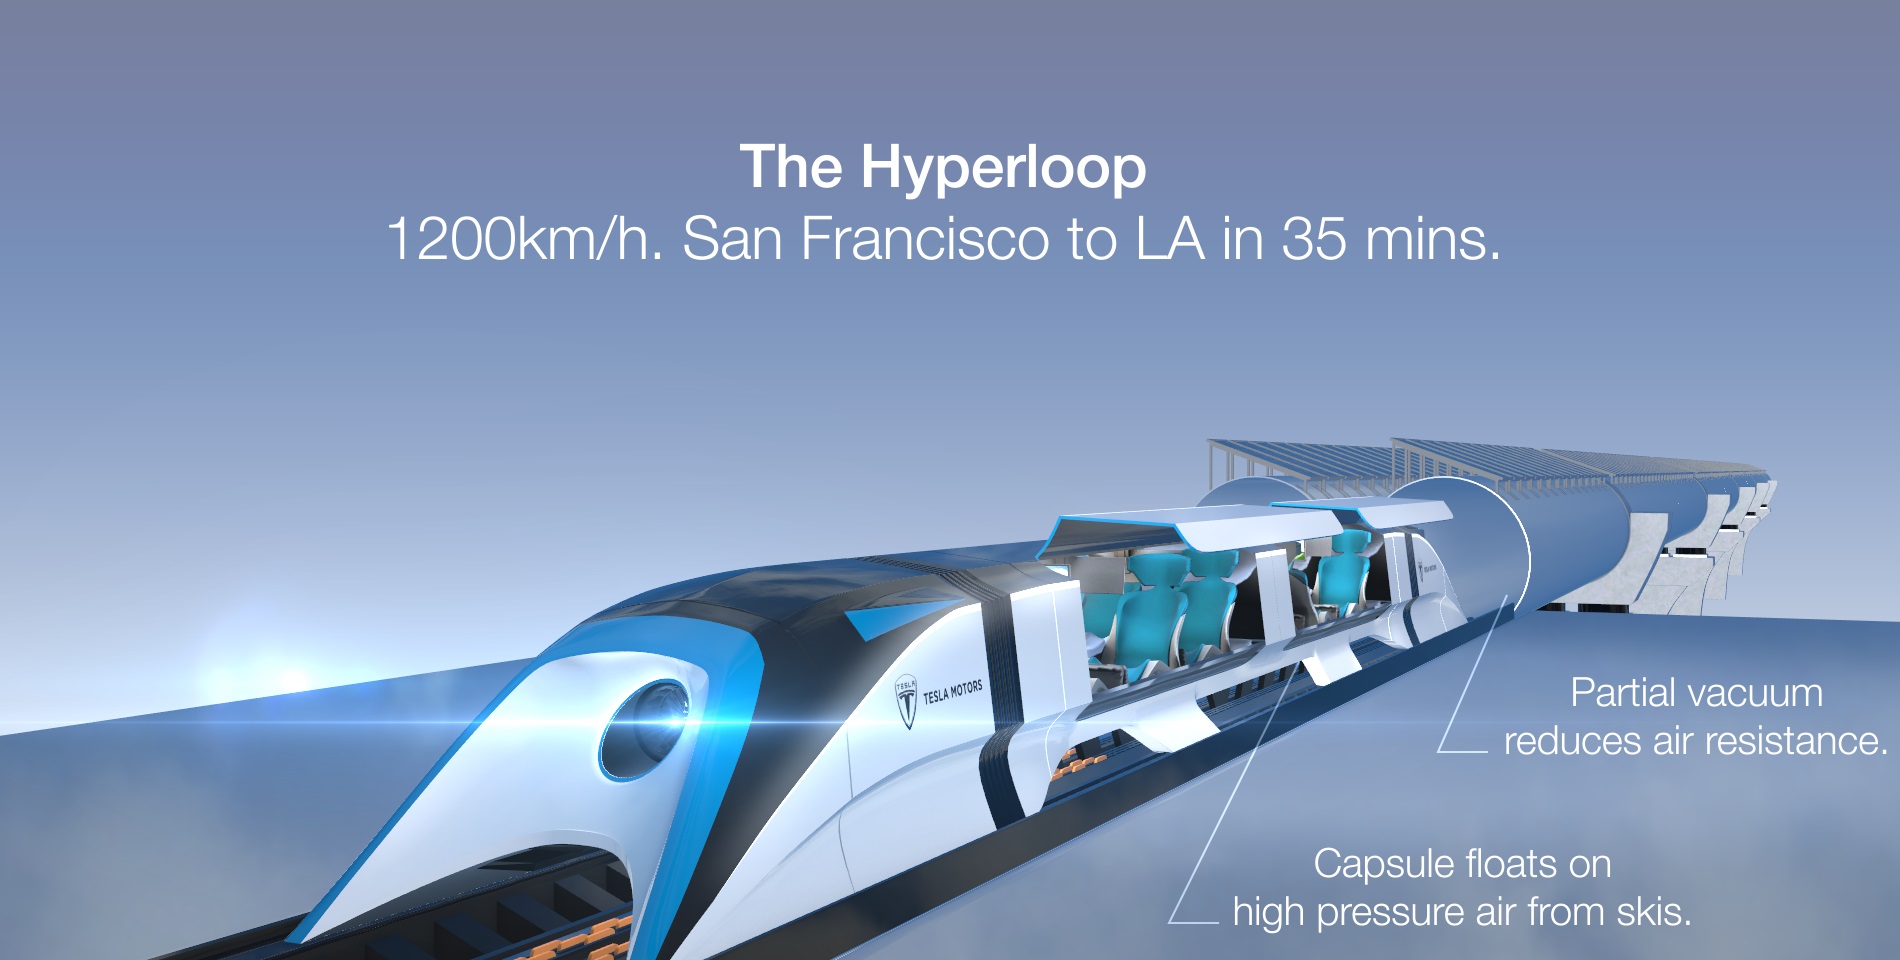 The Hyperloop
1200km/h. San Francisco to LA in 35 mins.
TESLA
TESLA MOTORS
Partial vacuum
reduces air resistance.
Capsule floats on
high pressure air from skis.